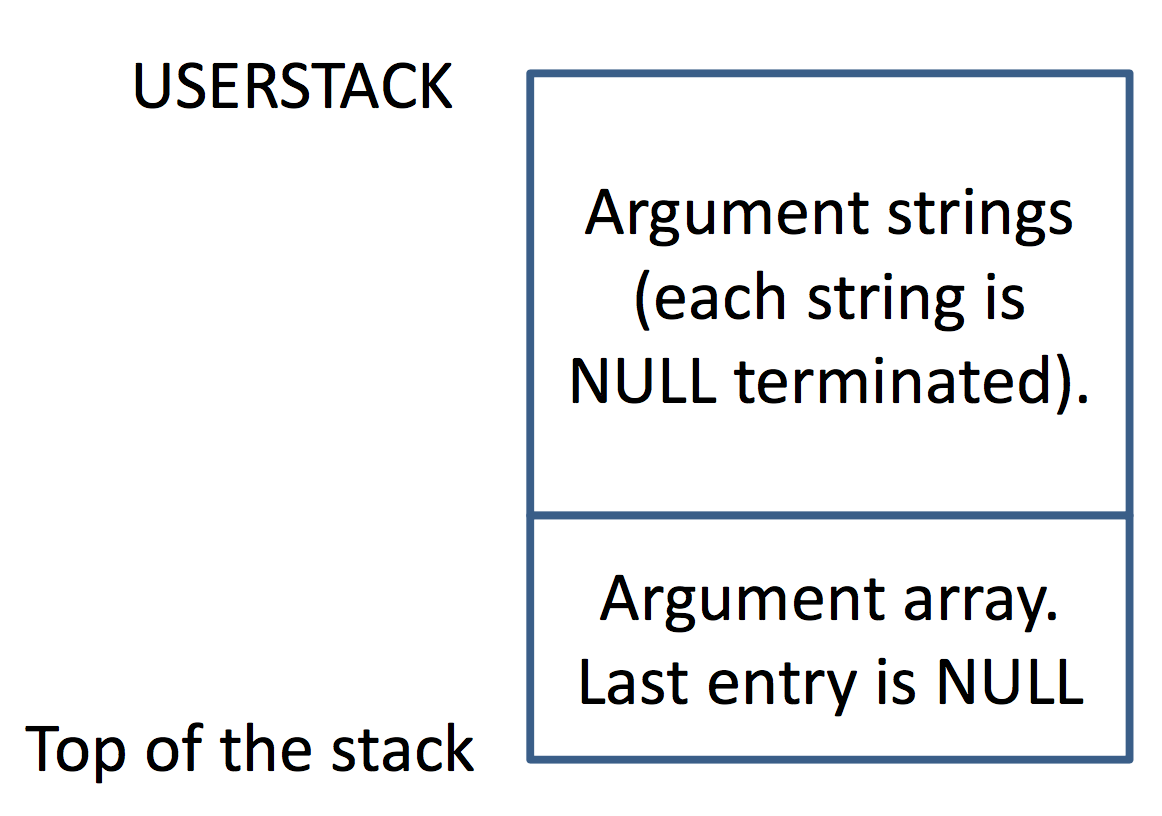 USERSTACK
Argument strings
(each string is
NULL terminated).
Argument array.
Last entry is NULL
Top of the stack